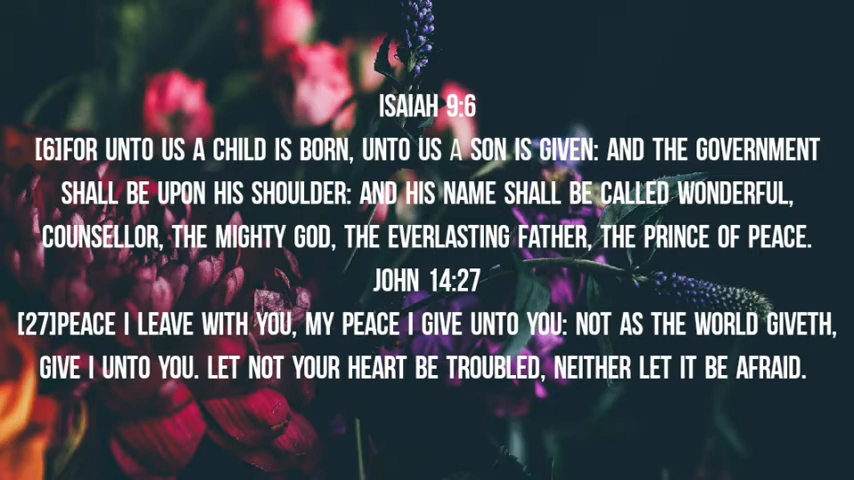 ISAIAH 9:6
[6]FOR UNTO US A CHILD IS BORN, UNTO US A SON IS GIVEN: AND THE GOVERNMENT
SHALL BE UPON HIS SHOULDER: AND HIS NAME SHALL BE CALLED WONDERFUL,
COUNSELLOR, THE MIGHTY GOD, THE EVERLASTING FATHER, THE PRINCE OF PEACE.
JOHN 14:27
[27]PEACE I LEAVE WITH YOU, MY PEACE I GIVE UNTO YOU: NOT AS THE WORLD GIVETH,
GIVE I UNTO YOU. LET NOT YOUR HEART BE TROUBLED, NEITHER LET IT BE AFRAID.